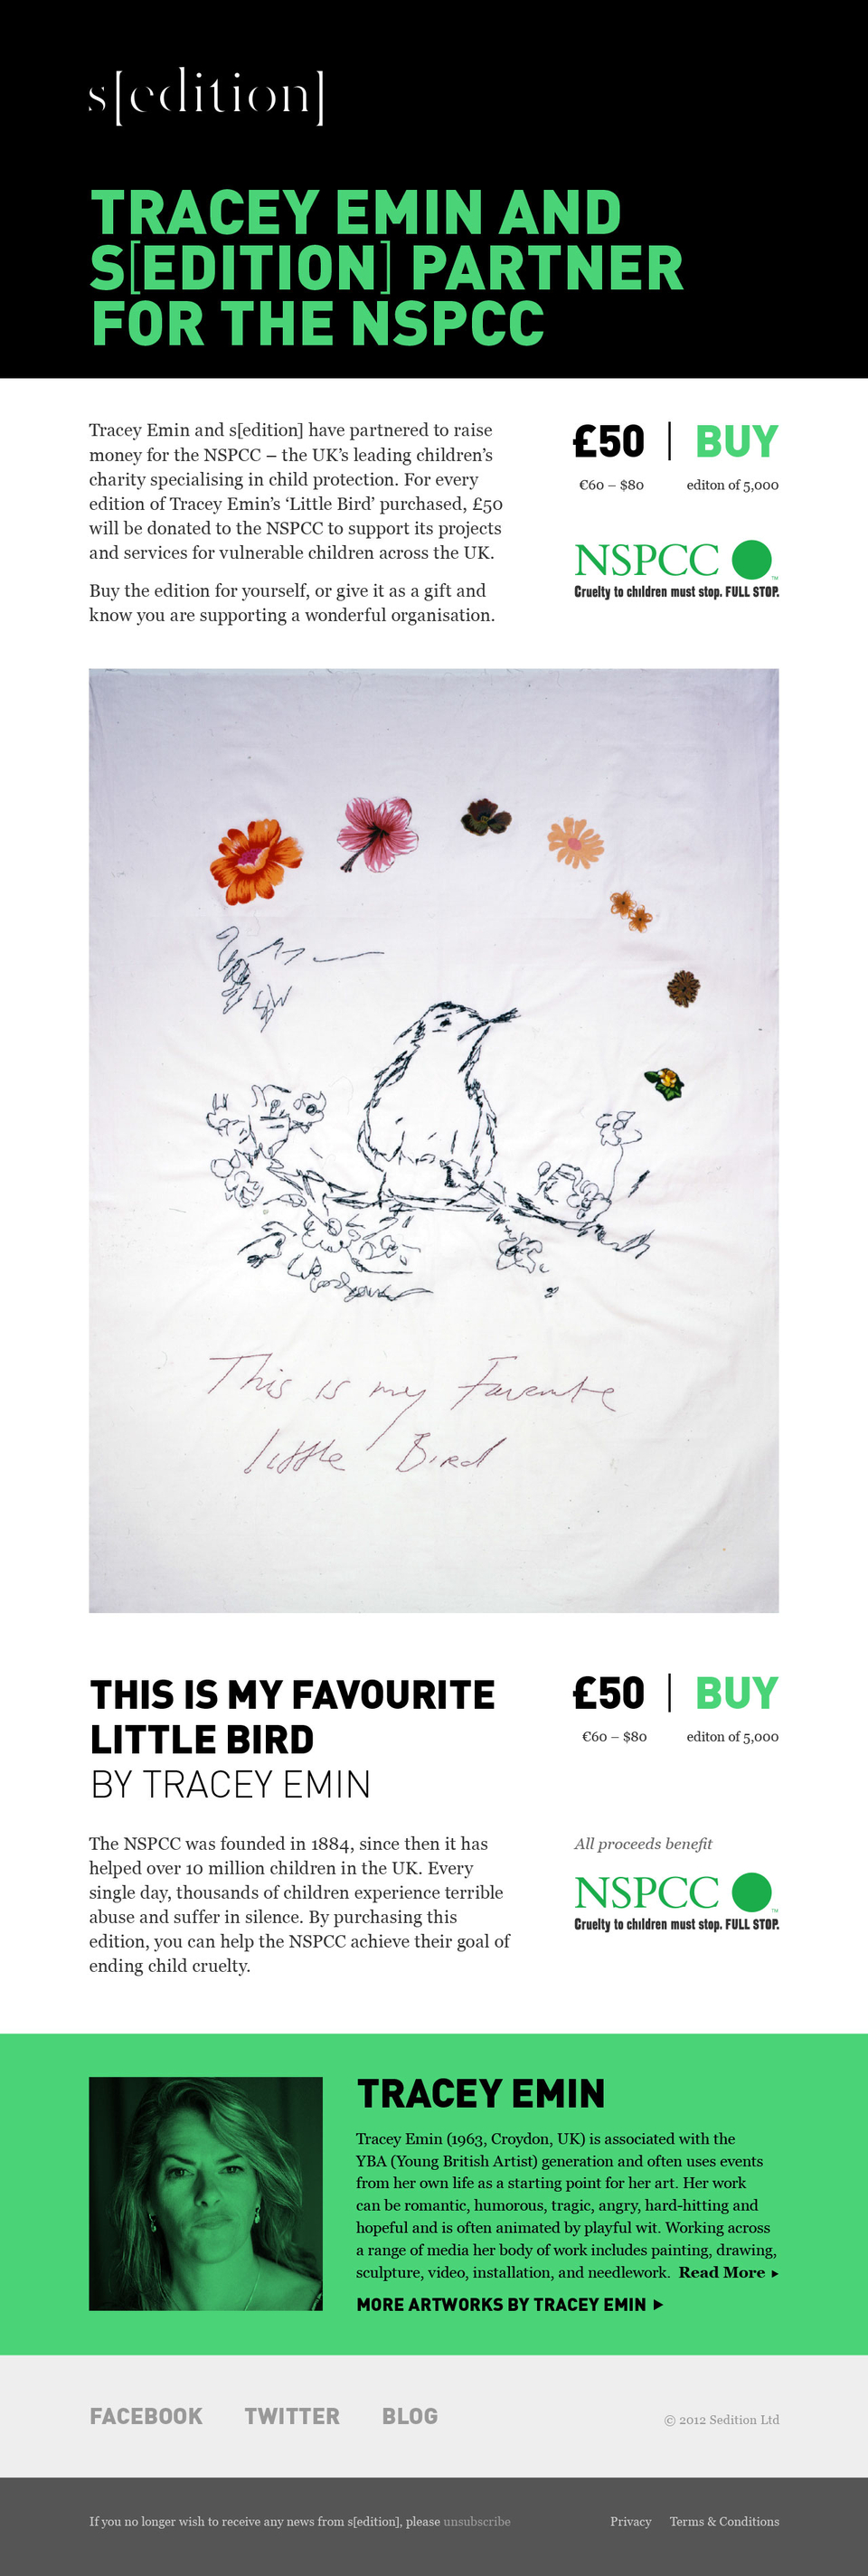 s[edition]
TRACEY EMIN AND
S[EDITION] PARTNER
FOR THE NSPCC
Tracey Emin and s[edition] have partnered to raise
money for the NSPCC – the UK's leading children's
charity specialising in child protection. For every
edition of Tracey Emin's 'Little Bird' purchased, £50
will be donated to the NSPCC to support its projects
and services for vulnerable children across the UK.
Buy the edition for yourself, or give it as a gift and
know you are supporting a wonderful organisation.
£50 | BUY
€60 – $80 editon of 5,000
NSPCC
Cruelty to children must stop. FULL STOP.
This is my Favourite
little Bird
THIS IS MY FAVOURITE
LITTLE BIRD
BY TRACEY EMIN
£50 | BUY
€60 – $80 editon of 5,000
The NSPCC was founded in 1884, since then it has
helped over 10 million children in the UK. Every
single day, thousands of children experience terrible
abuse and suffer in silence. By purchasing this
edition, you can help the NSPCC achieve their goal of
ending child cruelty.
All proceeds benefit
NSPCC
Cruelty to children must stop. FULL STOP.
TRACEY EMIN
Tracey Emin (1963, Croydon, UK) is associated with the
YBA (Young British Artist) generation and often uses events
from her own life as a starting point for her art. Her work
can be romantic, humorous, tragic, angry, hard-hitting and
hopeful and is often animated by playful wit. Working across
a range of media her body of work includes painting, drawing,
sculpture, video, installation, and needlework. Read More ▸
MORE ARTWORKS BY TRACEY EMIN ▸
FACEBOOK TWITTER BLOG
© 2012 Sedition Ltd
If you no longer wish to receive any news from s[edition], please unsubscribe
Privacy Terms & Conditions